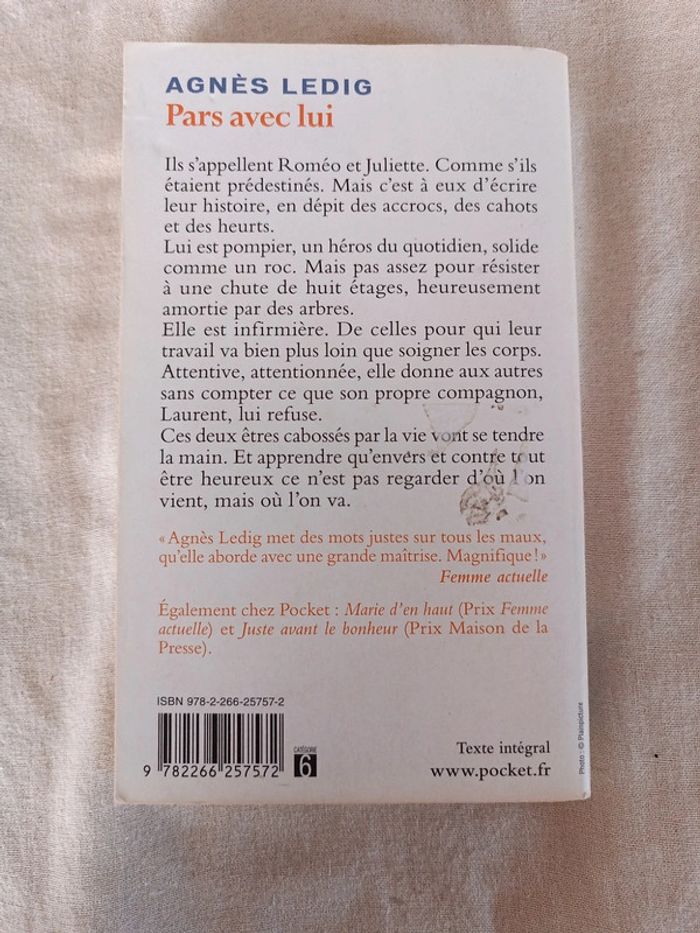 AGNÈS LEDIG
Pars avec lui
Ils s'appellent Roméo et Juliette. Comme s'ils
étaient prédestinés. Mais c'est à eux d'écrire
leur histoire, en dépit des accrocs, des cahots
et des heurts.
Lui est pompier, un héros du quotidien, solide
comme un roc. Mais pas assez pour résister
à une chute de huit étages, heureusement
amortie par des arbres.
Elle est infirmière. De celles pour qui leur
travail va bien plus loin que soigner les corps.
Attentive, attentionnée, elle donne aux autres
sans compter ce que son propre compagnon,
Laurent, lui refuse.
Ces deux êtres cabossés par la vie vont se tendre
la main. Et apprendre qu'envers et contre tout
être heureux ce n'est pas regarder d'où l'on
vient, mais où l'on va.
« Agnès Ledig met des mots justes sur tous les maux,
qu'elle aborde avec une grande maîtrise. Magnifique ! »
Femme actuelle
Également chez Pocket : Marie d'en haut (Prix Femme
actuelle) et Juste avant le bonheur (Prix Maison de la
Presse).
ISBN 978-2-266-25757-2
9 782266 257572
CATÉGORIE
6
Texte intégral
www.pocket.fr
Photo : © Plainpicture